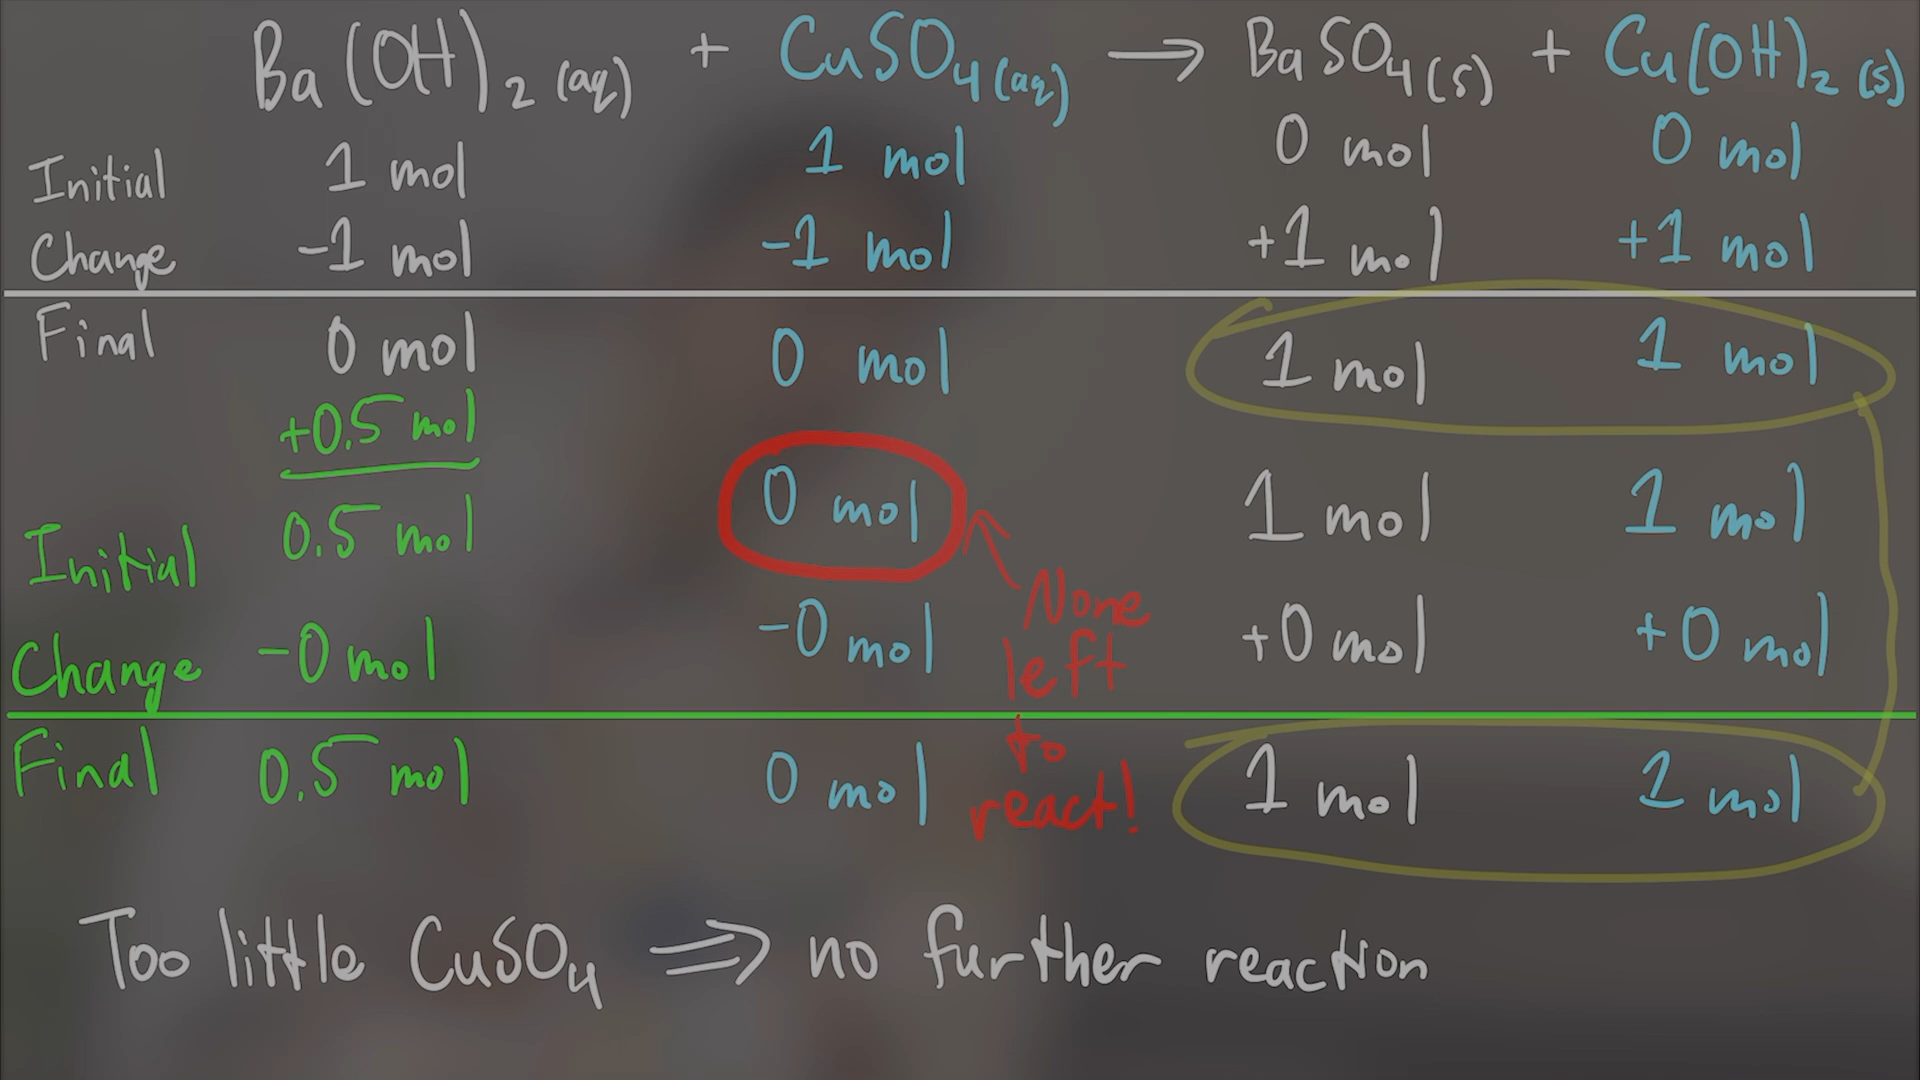 Ba(OH)₂ (aq) + CuSO₄ (aq) → BaSO₄ (s) + Cu(OH)₂ (s)
Initial 1 mol 1 mol 0 mol 0 mol
Change -1 mol -1 mol +1 mol +1 mol
Final 0 mol 0 mol 1 mol 1 mol
+0.5 mol
Initial 0.5 mol 0 mol 1 mol 1 mol
None
left
to
react!
Change -0 mol -0 mol +0 mol +0 mol
Final 0.5 mol 0 mol 1 mol 1 mol
Too little CuSO₄ ⇒ no further reaction